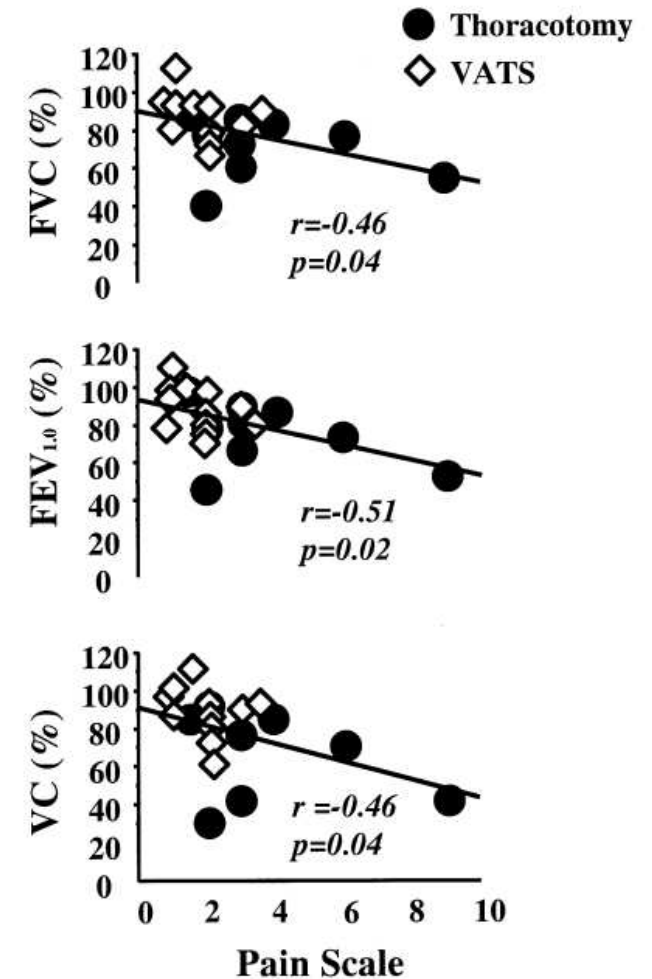 Thoracotomy
VATS
120
100
80
60
40
20
0
FVC (%)
r=-0.46
p=0.04
120
100
80
60
40
20
0
FEV1.0 (%)
r=-0.51
p=0.02
120
100
80
60
40
20
0
VC (%)
r =-0.46
p=0.04
0 2 4 6 8 10
Pain Scale